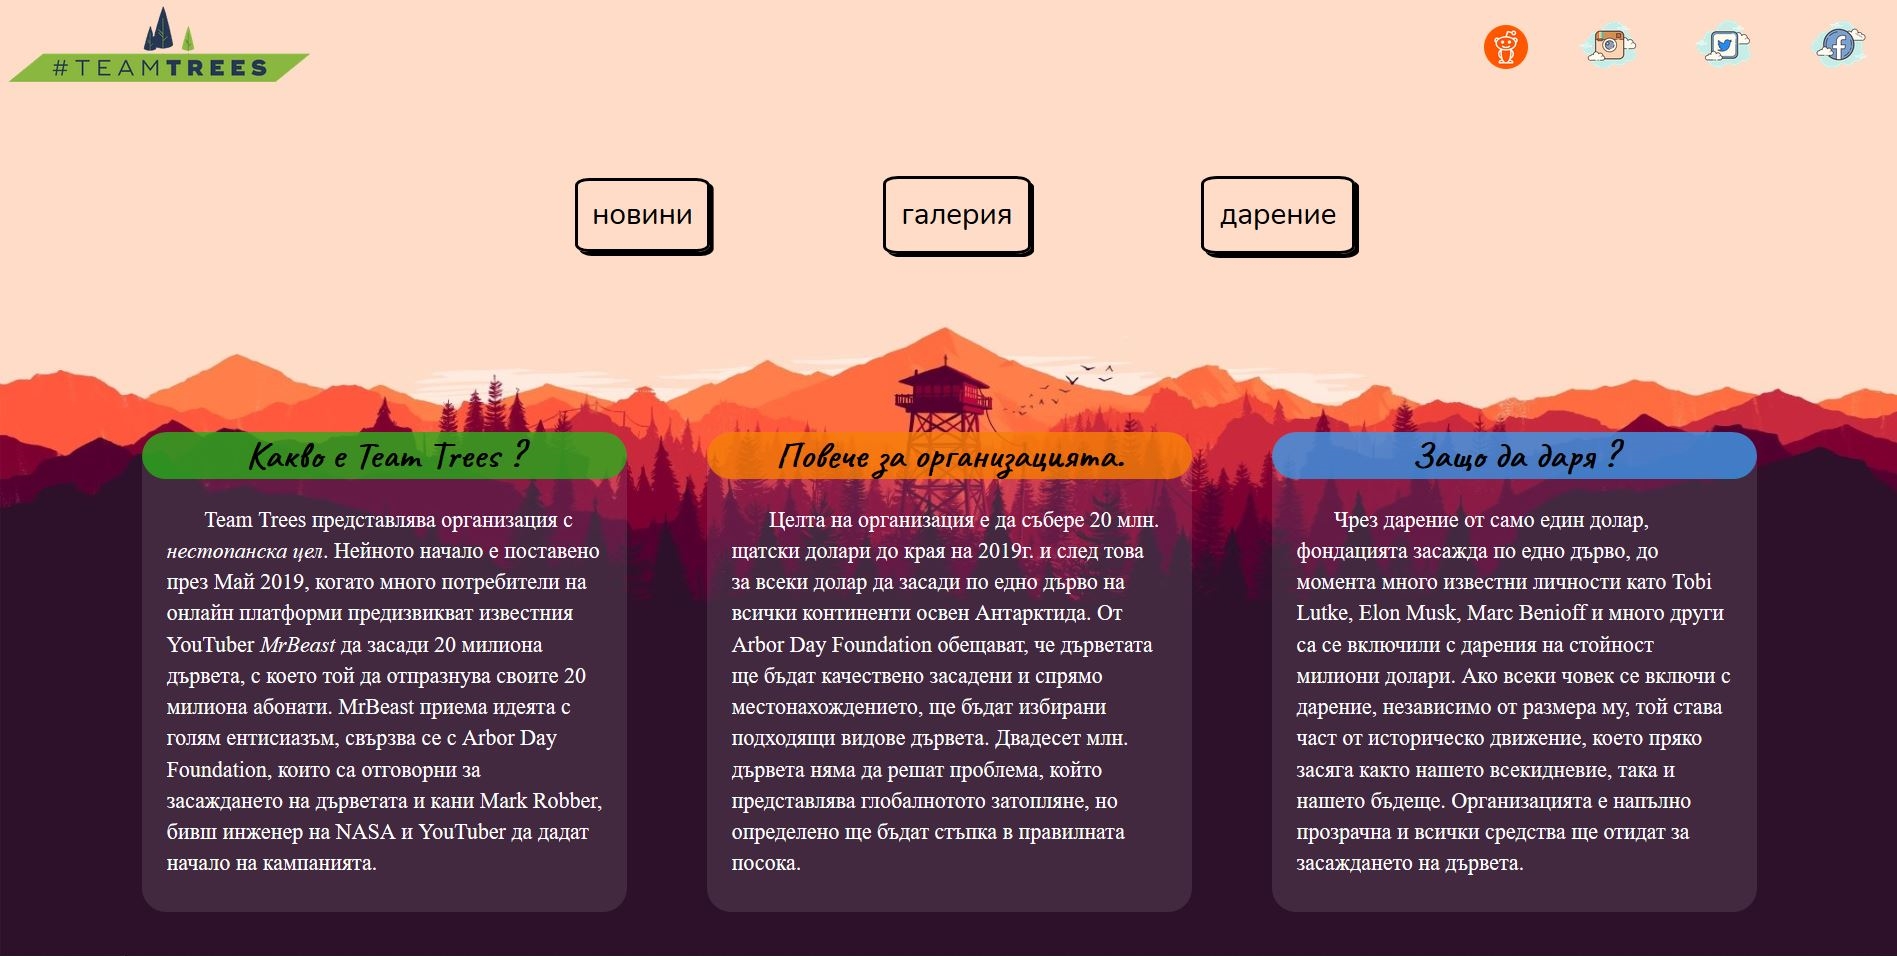 #TEAMTREES
новини
галерия
дарение
Какво е Team Trees ?
Team Trees представлява организация с
нестопанска цел. Нейното начало е поставено
през Май 2019, когато много потребители на
онлайн платформи предизвикват известния
YouTuber MrBeast да засади 20 милиона
дървета, с което той да отпразнува своите 20
милиона абонати. MrBeast приема идеята с
голям ентисиазъм, свързва се с Arbor Day
Foundation, които са отговорни за
засаждането на дърветата и кани Mark Robber,
бивш инженер на NASA и YouTuber да дадат
начало на кампанията.
Повече за организацията.
Целта на организация е да събере 20 млн.
щатски долари до края на 2019г. и след това
за всеки долар да засади по едно дърво на
всички континенти освен Антарктида. От
Arbor Day Foundation обещават, че дърветата
ще бъдат качествено засадени и спрямо
местонахождението, ще бъдат избирани
подходящи видове дървета. Двадесет млн.
дървета няма да решат проблема, който
представлява глобалнотото затопляне, но
определено ще бъдат стъпка в правилната
посока.
Защо да даря ?
Чрез дарение от само един долар,
фондацията засажда по едно дърво, до
момента много известни личности като Tobi
Lutke, Elon Musk, Marc Benioff и много други
са се включили с дарения на стойност
милиони долари. Ако всеки човек се включи с
дарение, независимо от размера му, той става
част от историческо движение, което пряко
засяга както нашето всекидневие, така и
нашето бъдеще. Организацията е напълно
прозрачна и всички средства ще отидат за
засаждането на дървета.